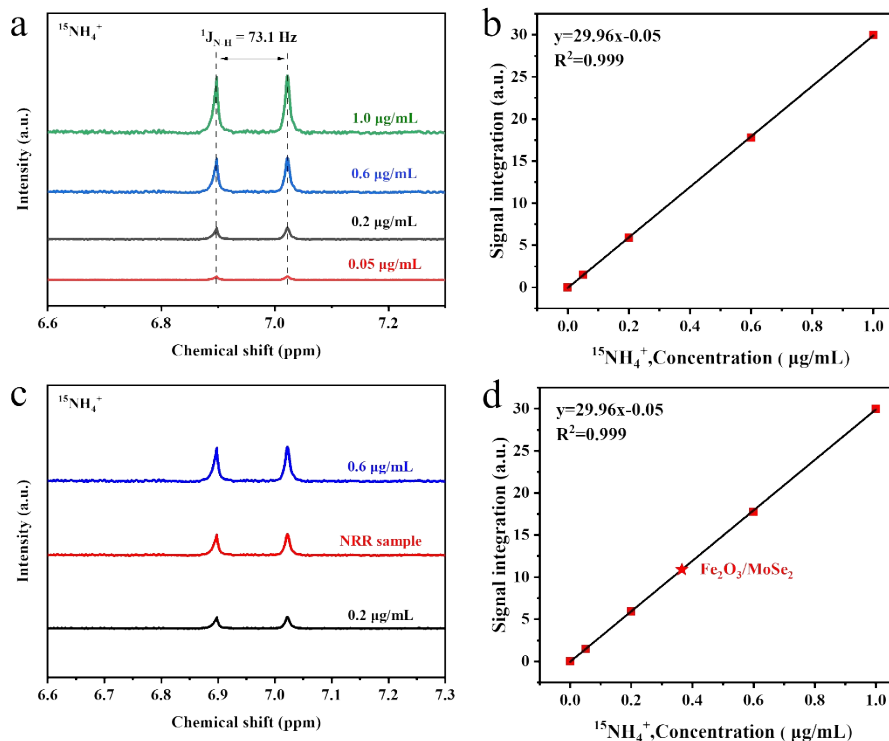 a
¹⁵NH₄⁺
¹J_N-H = 73.1 Hz
1.0 μg/mL
0.6 μg/mL
0.2 μg/mL
0.05 μg/mL
Intensity (a.u.)
6.6 6.8 7.0 7.2
Chemical shift (ppm)
b
y=29.96x-0.05
R²=0.999
Signal integration (a.u.)
30
25
20
15
10
5
0
0.0 0.2 0.4 0.6 0.8 1.0
¹⁵NH₄⁺,Concentration ( μg/mL)
c
¹⁵NH₄⁺
0.6 μg/mL
NRR sample
0.2 μg/mL
Intensity (a.u.)
6.6 6.7 6.8 6.9 7.0 7.1 7.2 7.3
Chemical shift (ppm)
d
y=29.96x-0.05
R²=0.999
Fe₂O₃/MoSe₂
Signal integration (a.u.)
30
25
20
15
10
5
0
0.0 0.2 0.4 0.6 0.8 1.0
¹⁵NH₄⁺,Concentration ( μg/mL)